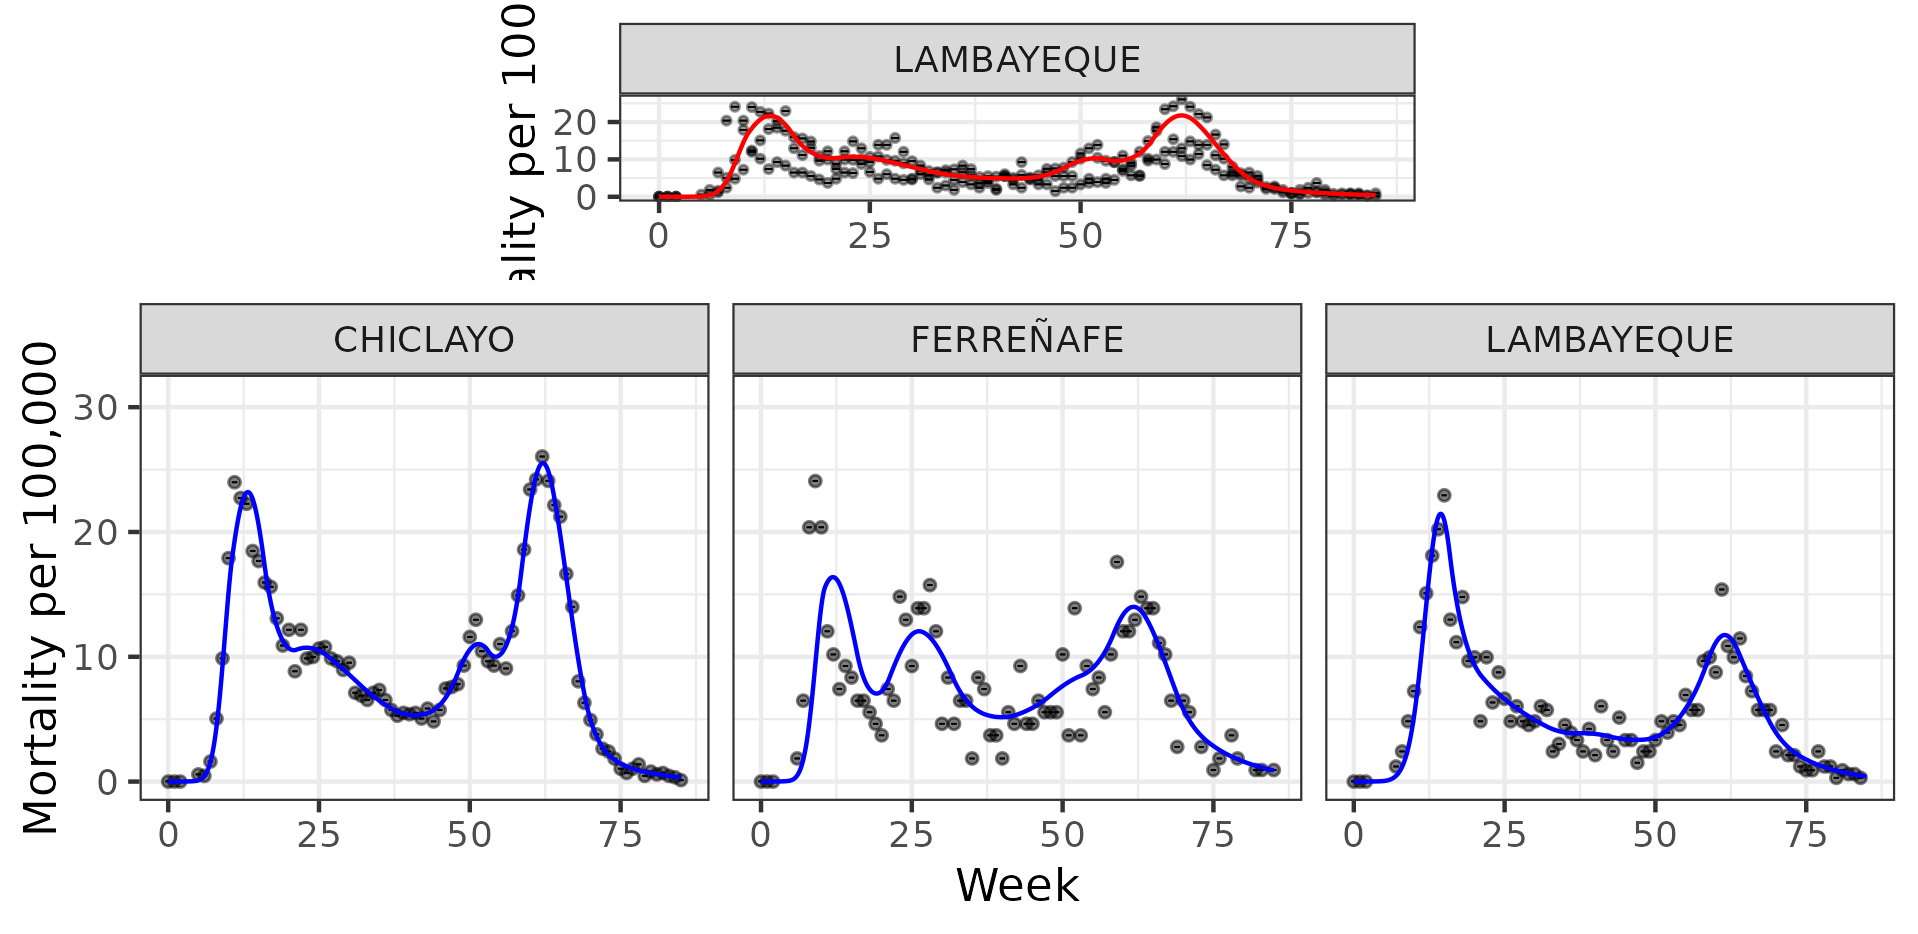 LAMBAYEQUE
ality per 100
20
10
0
0 25 50 75
CHICLAYO FERREÑAFE LAMBAYEQUE
Mortality per 100,000
30
20
10
0
0 25 50 75 0 25 50 75 0 25 50 75
Week